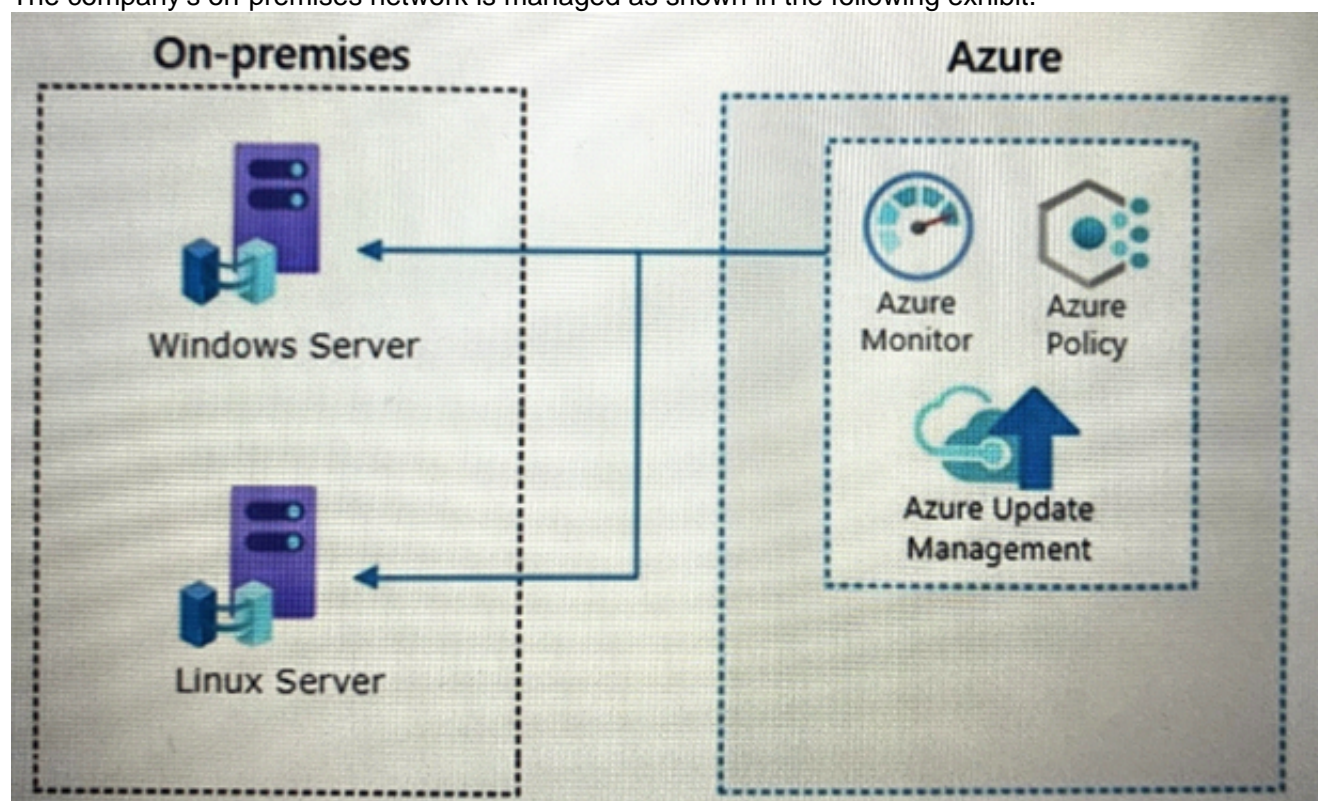 The company's on-premises network is managed as shown in the following exhibit.
On-premises
Azure
Windows Server
Linux Server
Azure
Monitor
Azure
Policy
Azure Update
Management